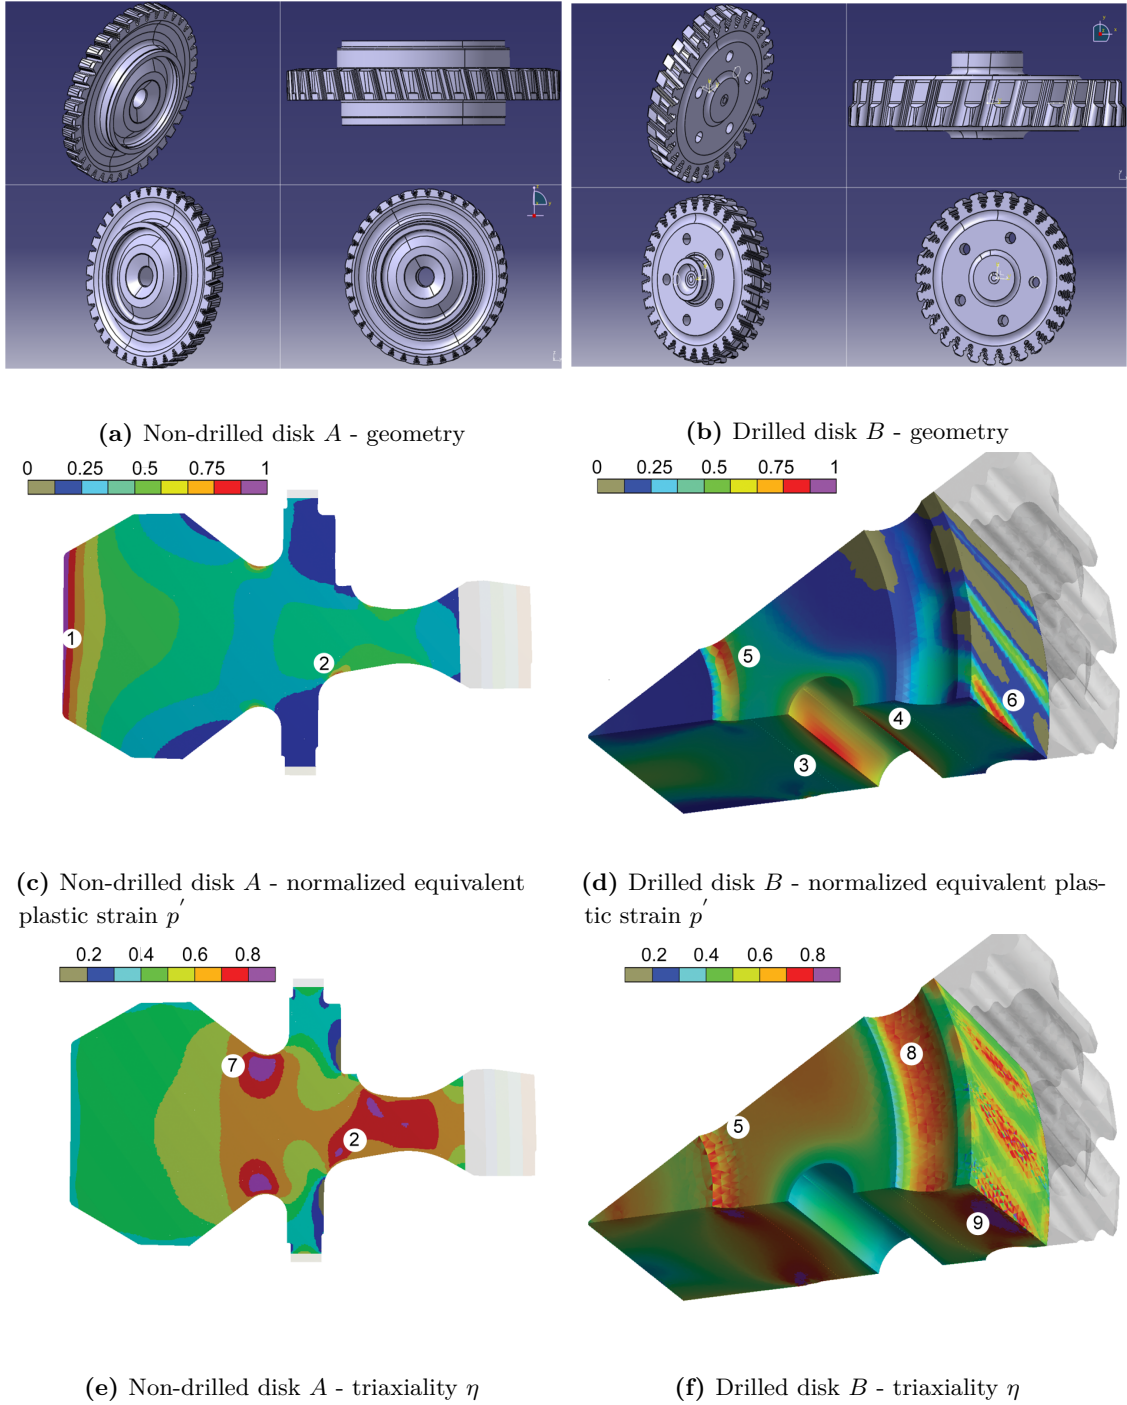 (a) Non-drilled disk A - geometry
(b) Drilled disk B - geometry
0 0.25 0.5 0.75 1
0 0.25 0.5 0.75 1
1
2
5
4
3
6
(c) Non-drilled disk A - normalized equivalent
plastic strain p′
(d) Drilled disk B - normalized equivalent plas-
tic strain p′
0.2 0.4 0.6 0.8
0.2 0.4 0.6 0.8
7
2
8
5
9
(e) Non-drilled disk A - triaxiality η
(f) Drilled disk B - triaxiality η